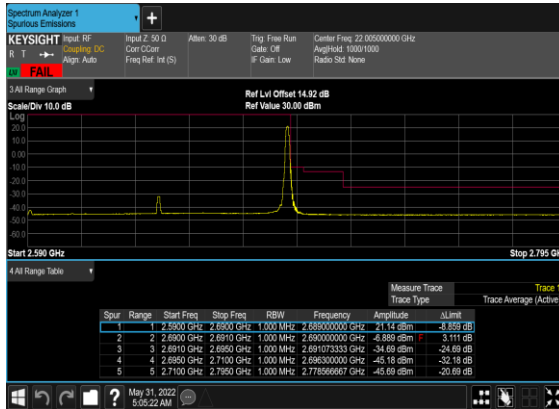 Spectrum Analyzer 1
Spurious Emissions
+
KEYSIGHT Input: RF Input Z: 50 Ω Atten: 30 dB Trig: Free Run Center Freq: 22.005000000 GHz
R T Coupling: DC Corr CCorr Gate: Off Avg|Hold: 1000/1000
Align: Auto Freq Ref: Int (S) IF Gain: Low Radio Std: None
LV FAIL
3 All Range Graph Ref Lvl Offset 14.92 dB
Scale/Div 10.0 dB Ref Value 30.00 dBm
Log
20.0
10.0
0.00
-10.0
-20.0
-30.0
-40.0
-50.0
-60.0
Start 2.590 GHz Stop 2.795 GH
4 All Range Table
Measure Trace Trace 1
Trace Type Trace Average (Active
Spur Range Start Freq Stop Freq RBW Frequency Amplitude ΔLimit
1 1 2.5900 GHz 2.6900 GHz 1.000 MHz 2.689000000 GHz 21.14 dBm -8.859 dB
2 2 2.6900 GHz 2.6910 GHz 1.000 MHz 2.690000000 GHz -6.889 dBm F 3.111 dB
3 3 2.6910 GHz 2.6950 GHz 1.000 MHz 2.691073333 GHz -34.69 dBm -24.69 dB
4 4 2.6950 GHz 2.7100 GHz 1.000 MHz 2.696300000 GHz -45.18 dBm -32.18 dB
5 5 2.7100 GHz 2.7950 GHz 1.000 MHz 2.778566667 GHz -45.69 dBm -20.69 dB
? May 31, 2022
5:05:22 AM